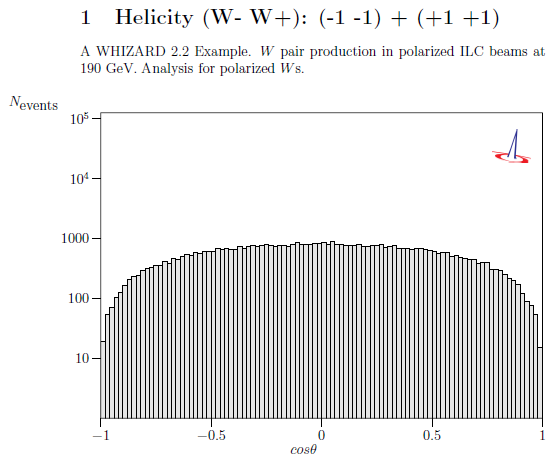 1 Helicity (W- W+): (-1 -1) + (+1 +1)
A WHIZARD 2.2 Example. W pair production in polarized ILC beams at
190 GeV. Analysis for polarized Ws.
Nevents
10⁵
10⁴
1000
100
10
−1 −0.5 0 0.5 1
cosθ